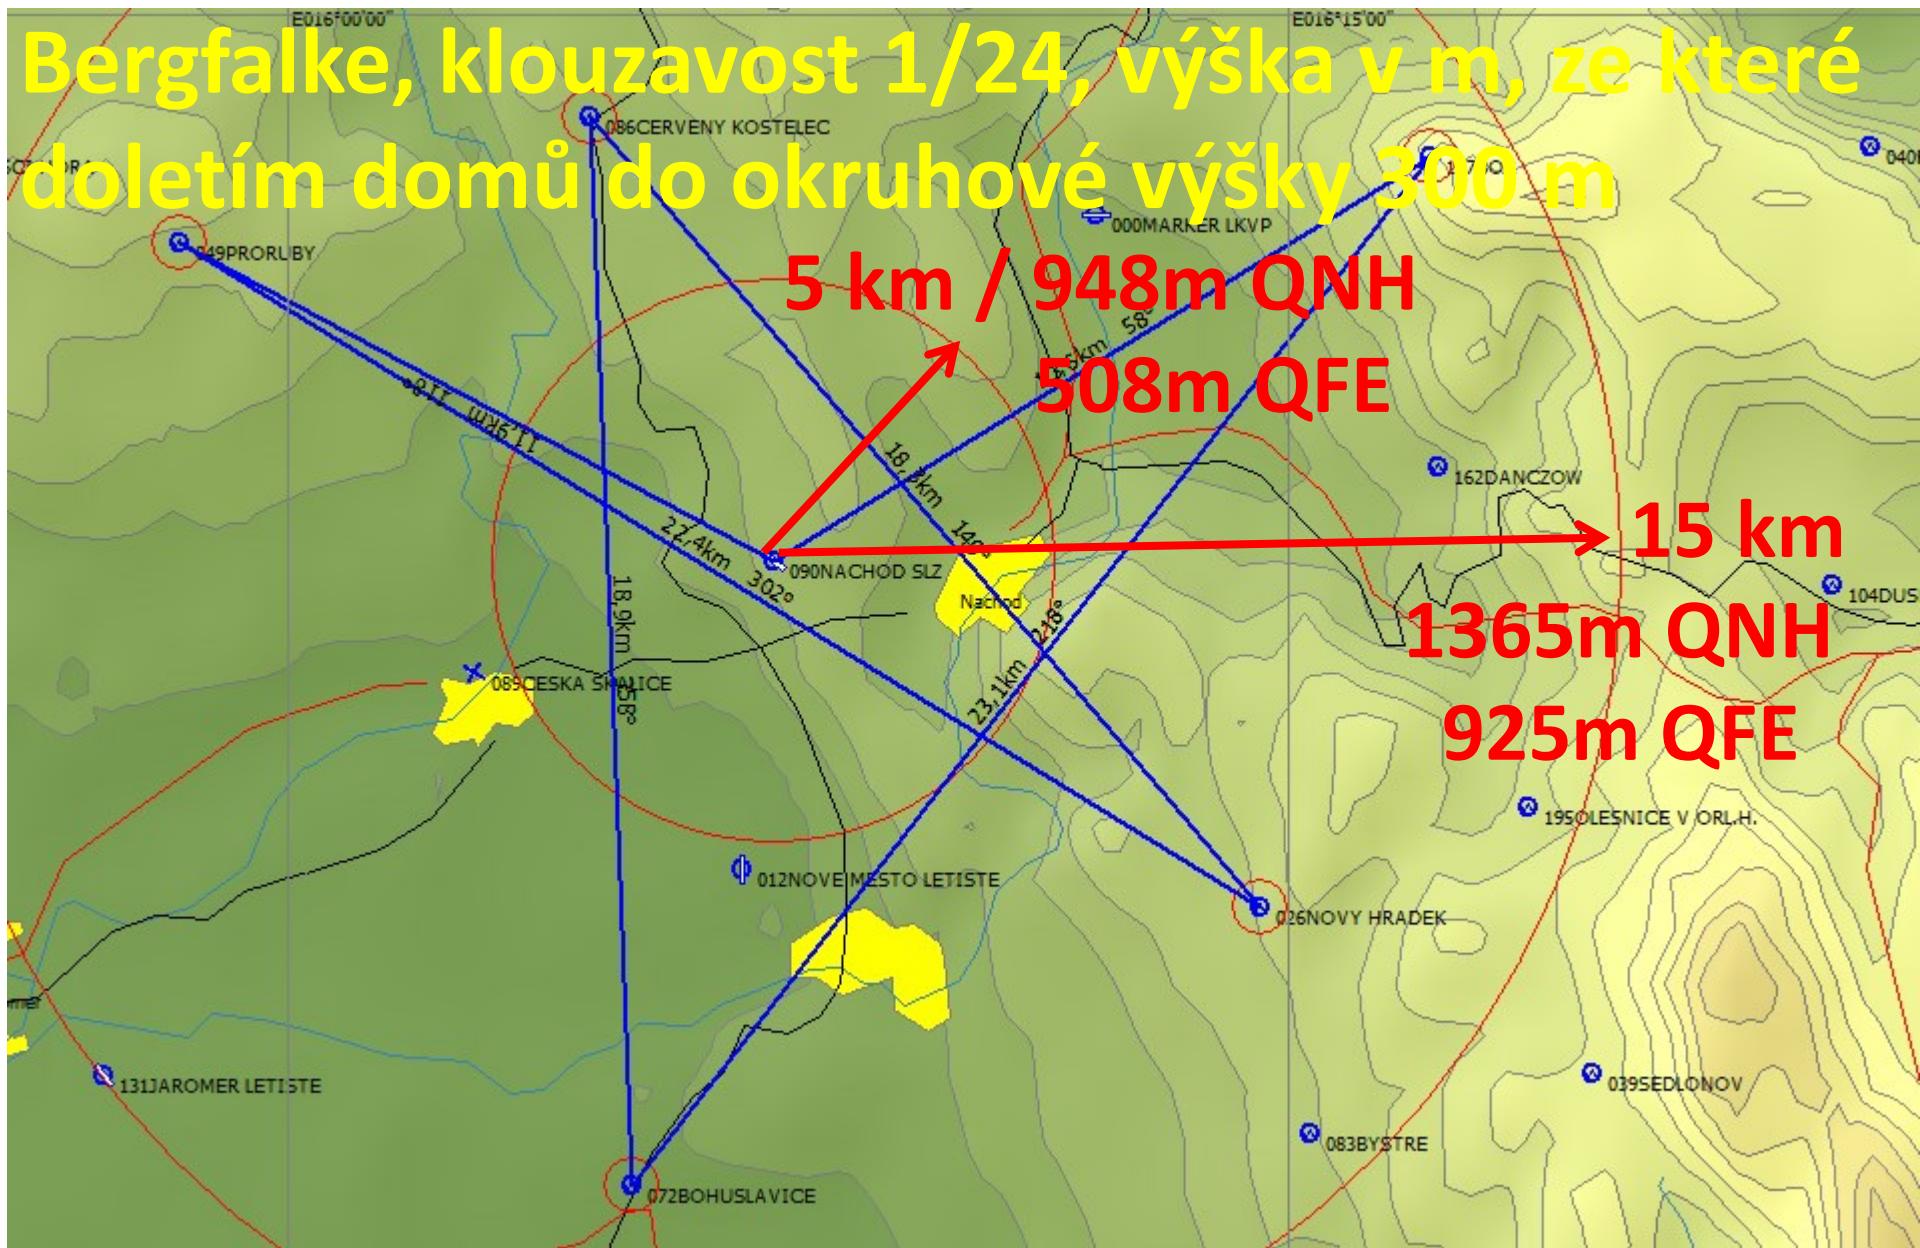 E016°00'00"
E016°15'00"
Bergfalke, klouzavost 1/24, výška v m, ze které
doletím domů do okruhové výšky 300 m
086CERVENY KOSTELEC
000MARKER LKVP
049PRORUBY
5 km / 948m QNH
508m QFE
58°
11,9km 118°
162DANCZOW
15 km
1365m QNH
925m QFE
22,4km 302°
090NACHOD SLZ
Nachod
104DUS
18,9km
218°
23,1km
089CESKA SKALICE
195OLESNICE V ORL.H.
012NOVE MESTO LETISTE
026NOVY HRADEK
131JAROMER LETISTE
039SEDLONOV
083BYSTRE
072BOHUSLAVICE